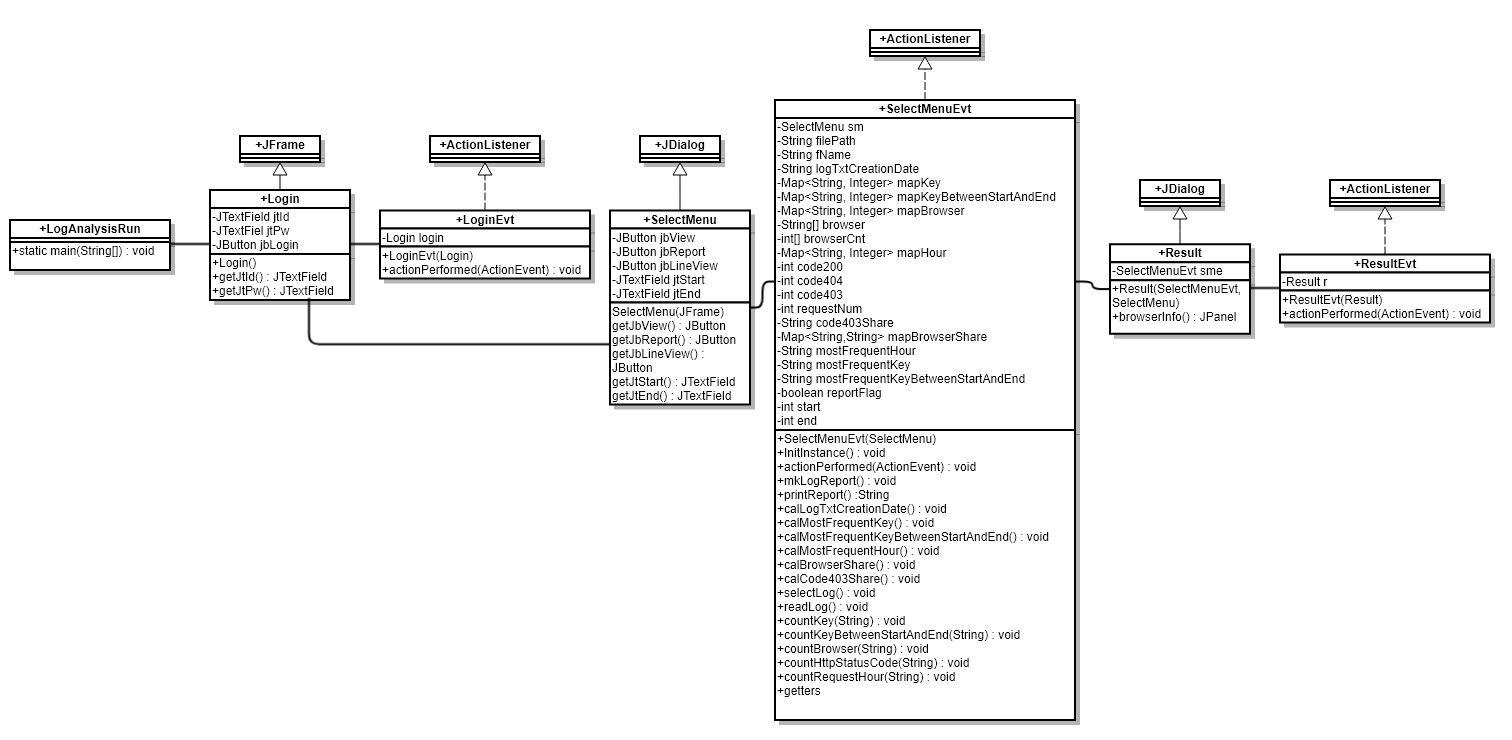 +ActionListener
+SelectMenuEvt
-SelectMenu sm
-String filePath
-String fName
-String logTxtCreationDate
-Map<String, Integer> mapKey
-Map<String, Integer> mapKeyBetweenStartAndEnd
-Map<String, Integer> mapBrowser
-String[] browser
-int[] browserCnt
-Map<String, Integer> mapHour
-int code200
-int code404
-int code403
-int requestNum
-String code403Share
-Map<String,String> mapBrowserShare
-String mostFrequentHour
-String mostFrequentKey
-String mostFrequentKeyBetweenStartAndEnd
-boolean reportFlag
-int start
-int end
+SelectMenuEvt(SelectMenu)
+InitInstance() : void
+actionPerformed(ActionEvent) : void
+mkLogReport() : void
+printReport() :String
+calLogTxtCreationDate() : void
+calMostFrequentKey() : void
+calMostFrequentKeyBetweenStartAndEnd() : void
+calMostFrequentHour() : void
+calBrowserShare() : void
+calCode403Share() : void
+selectLog() : void
+readLog() : void
+countKey(String) : void
+countKeyBetweenStartAndEnd(String) : void
+countBrowser(String) : void
+countHttpStatusCode(String) : void
+countRequestHour(String) : void
+getters
+LogAnalysisRun
+static main(String[]) : void
+JFrame
+Login
-JTextField jtId
-JTextFiel jtPw
-JButton jbLogin
+Login()
+getJtId() : JTextField
+getJtPw() : JTextField
+ActionListener
+LoginEvt
-Login login
+LoginEvt(Login)
+actionPerformed(ActionEvent) : void
+JDialog
+SelectMenu
-JButton jbView
-JButton jbReport
-JButton jbLineView
-JTextField jtStart
-JTextField jtEnd
SelectMenu(JFrame)
getJbView() : JButton
getJbReport() : JButton
getJbLineView() :
JButton
getJtStart() : JTextField
getJtEnd() : JTextField
+JDialog
+Result
-SelectMenuEvt sme
+Result(SelectMenuEvt,
SelectMenu)
+browserInfo() : JPanel
+ActionListener
+ResultEvt
-Result r
+ResultEvt(Result)
+actionPerformed(ActionEvent) : void